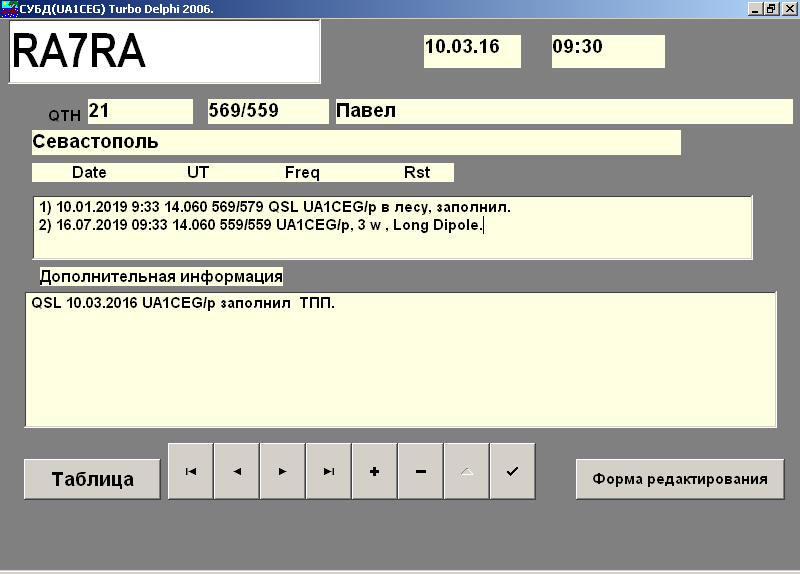 СУБД(UA1CEG) Turbo Delphi 2006.
RA7RA
10.03.16 09:30
QTH 21 569/559 Павел
Севастополь
Date UT Freq Rst
1) 10.01.2019 9:33 14.060 569/579 QSL UA1CEG/p в лесу, заполнил.
2) 16.07.2019 09:33 14.060 559/559 UA1CEG/p, 3 w , Long Dipole.
Дополнительная информация
QSL 10.03.2016 UA1CEG/p заполнил ТПП.
Таблица
Форма редактирования